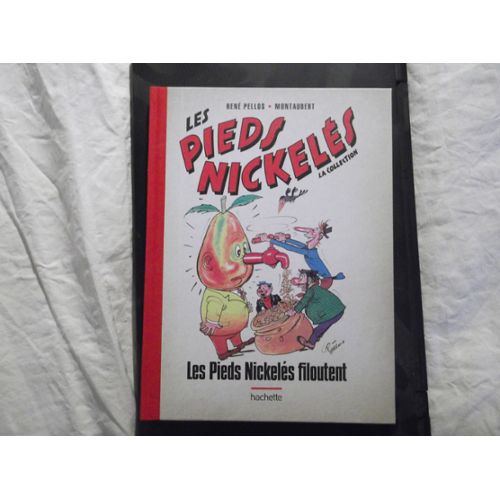 RENÉ PELLOS • MONTAUBERT
LES
PIEDS
NICKELÉS
LA COLLECTION
Les Pieds Nickelés filoutent
hachette